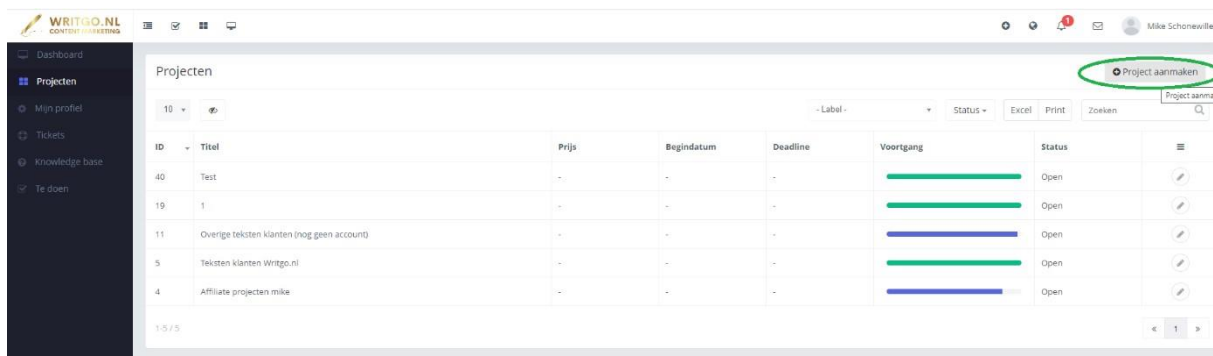 WRITGO.NL
CONTENT MARKETING
1
Mike Schonewille
Dashboard
Projecten
Mijn profiel
Tickets
Knowledge base
Te doen
Projecten
Project aanmaken
Project aanma
10
- Label -
Status
Excel
Print
Zoeken
ID Titel Prijs Begindatum Deadline Voortgang Status
40 Test - - - Open
19 1 - - - Open
11 Overige teksten klanten (nog geen account) - - - Open
5 Teksten klanten Writgo.nl - - - Open
4 Affiliate projecten mike - - - Open
1-5 / 5
« 1 »